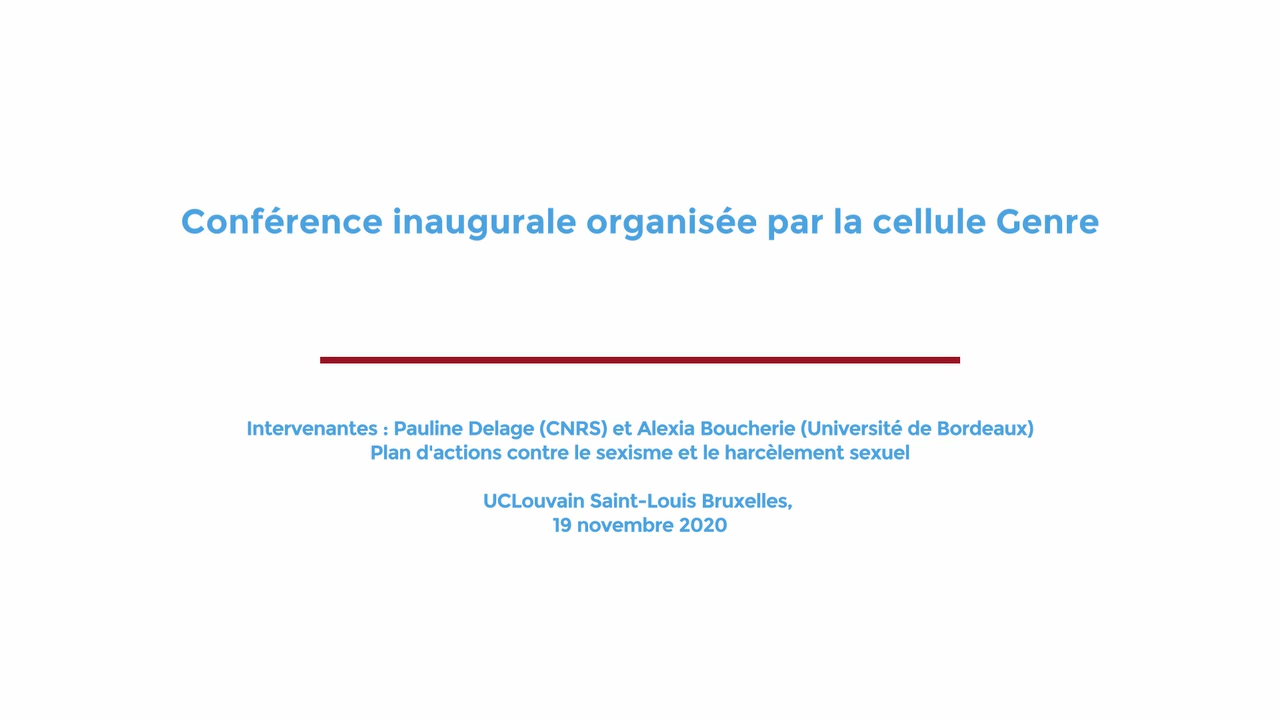 Conférence inaugurale organisée par la cellule Genre
Intervenantes : Pauline Delage (CNRS) et Alexia Boucherie (Université de Bordeaux)
Plan d'actions contre le sexisme et le harcèlement sexuel
UCLouvain Saint-Louis Bruxelles,
19 novembre 2020